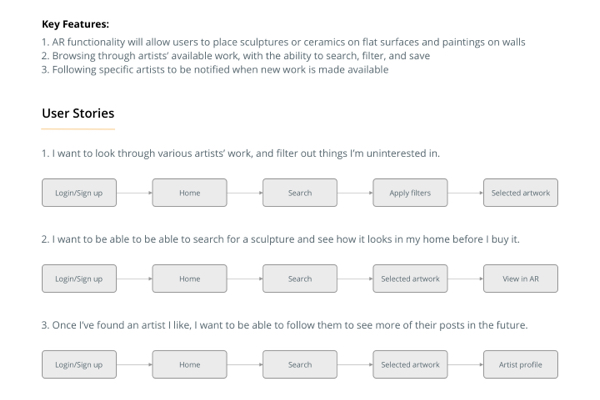 Key Features:
1. AR functionality will allow users to place sculptures or ceramics on flat surfaces and paintings on walls
2. Browsing through artists' available work, with the ability to search, filter, and save
3. Following specific artists to be notified when new work is made available
User Stories
1. I want to look through various artists' work, and filter out things I'm uninterested in.
Login/Sign up
Home
Search
Apply filters
Selected artwork
2. I want to be able to be able to search for a sculpture and see how it looks in my home before I buy it.
Login/Sign up
Home
Search
Selected artwork
View in AR
3. Once I've found an artist I like, I want to be able to follow them to see more of their posts in the future.
Login/Sign up
Home
Search
Selected artwork
Artist profile